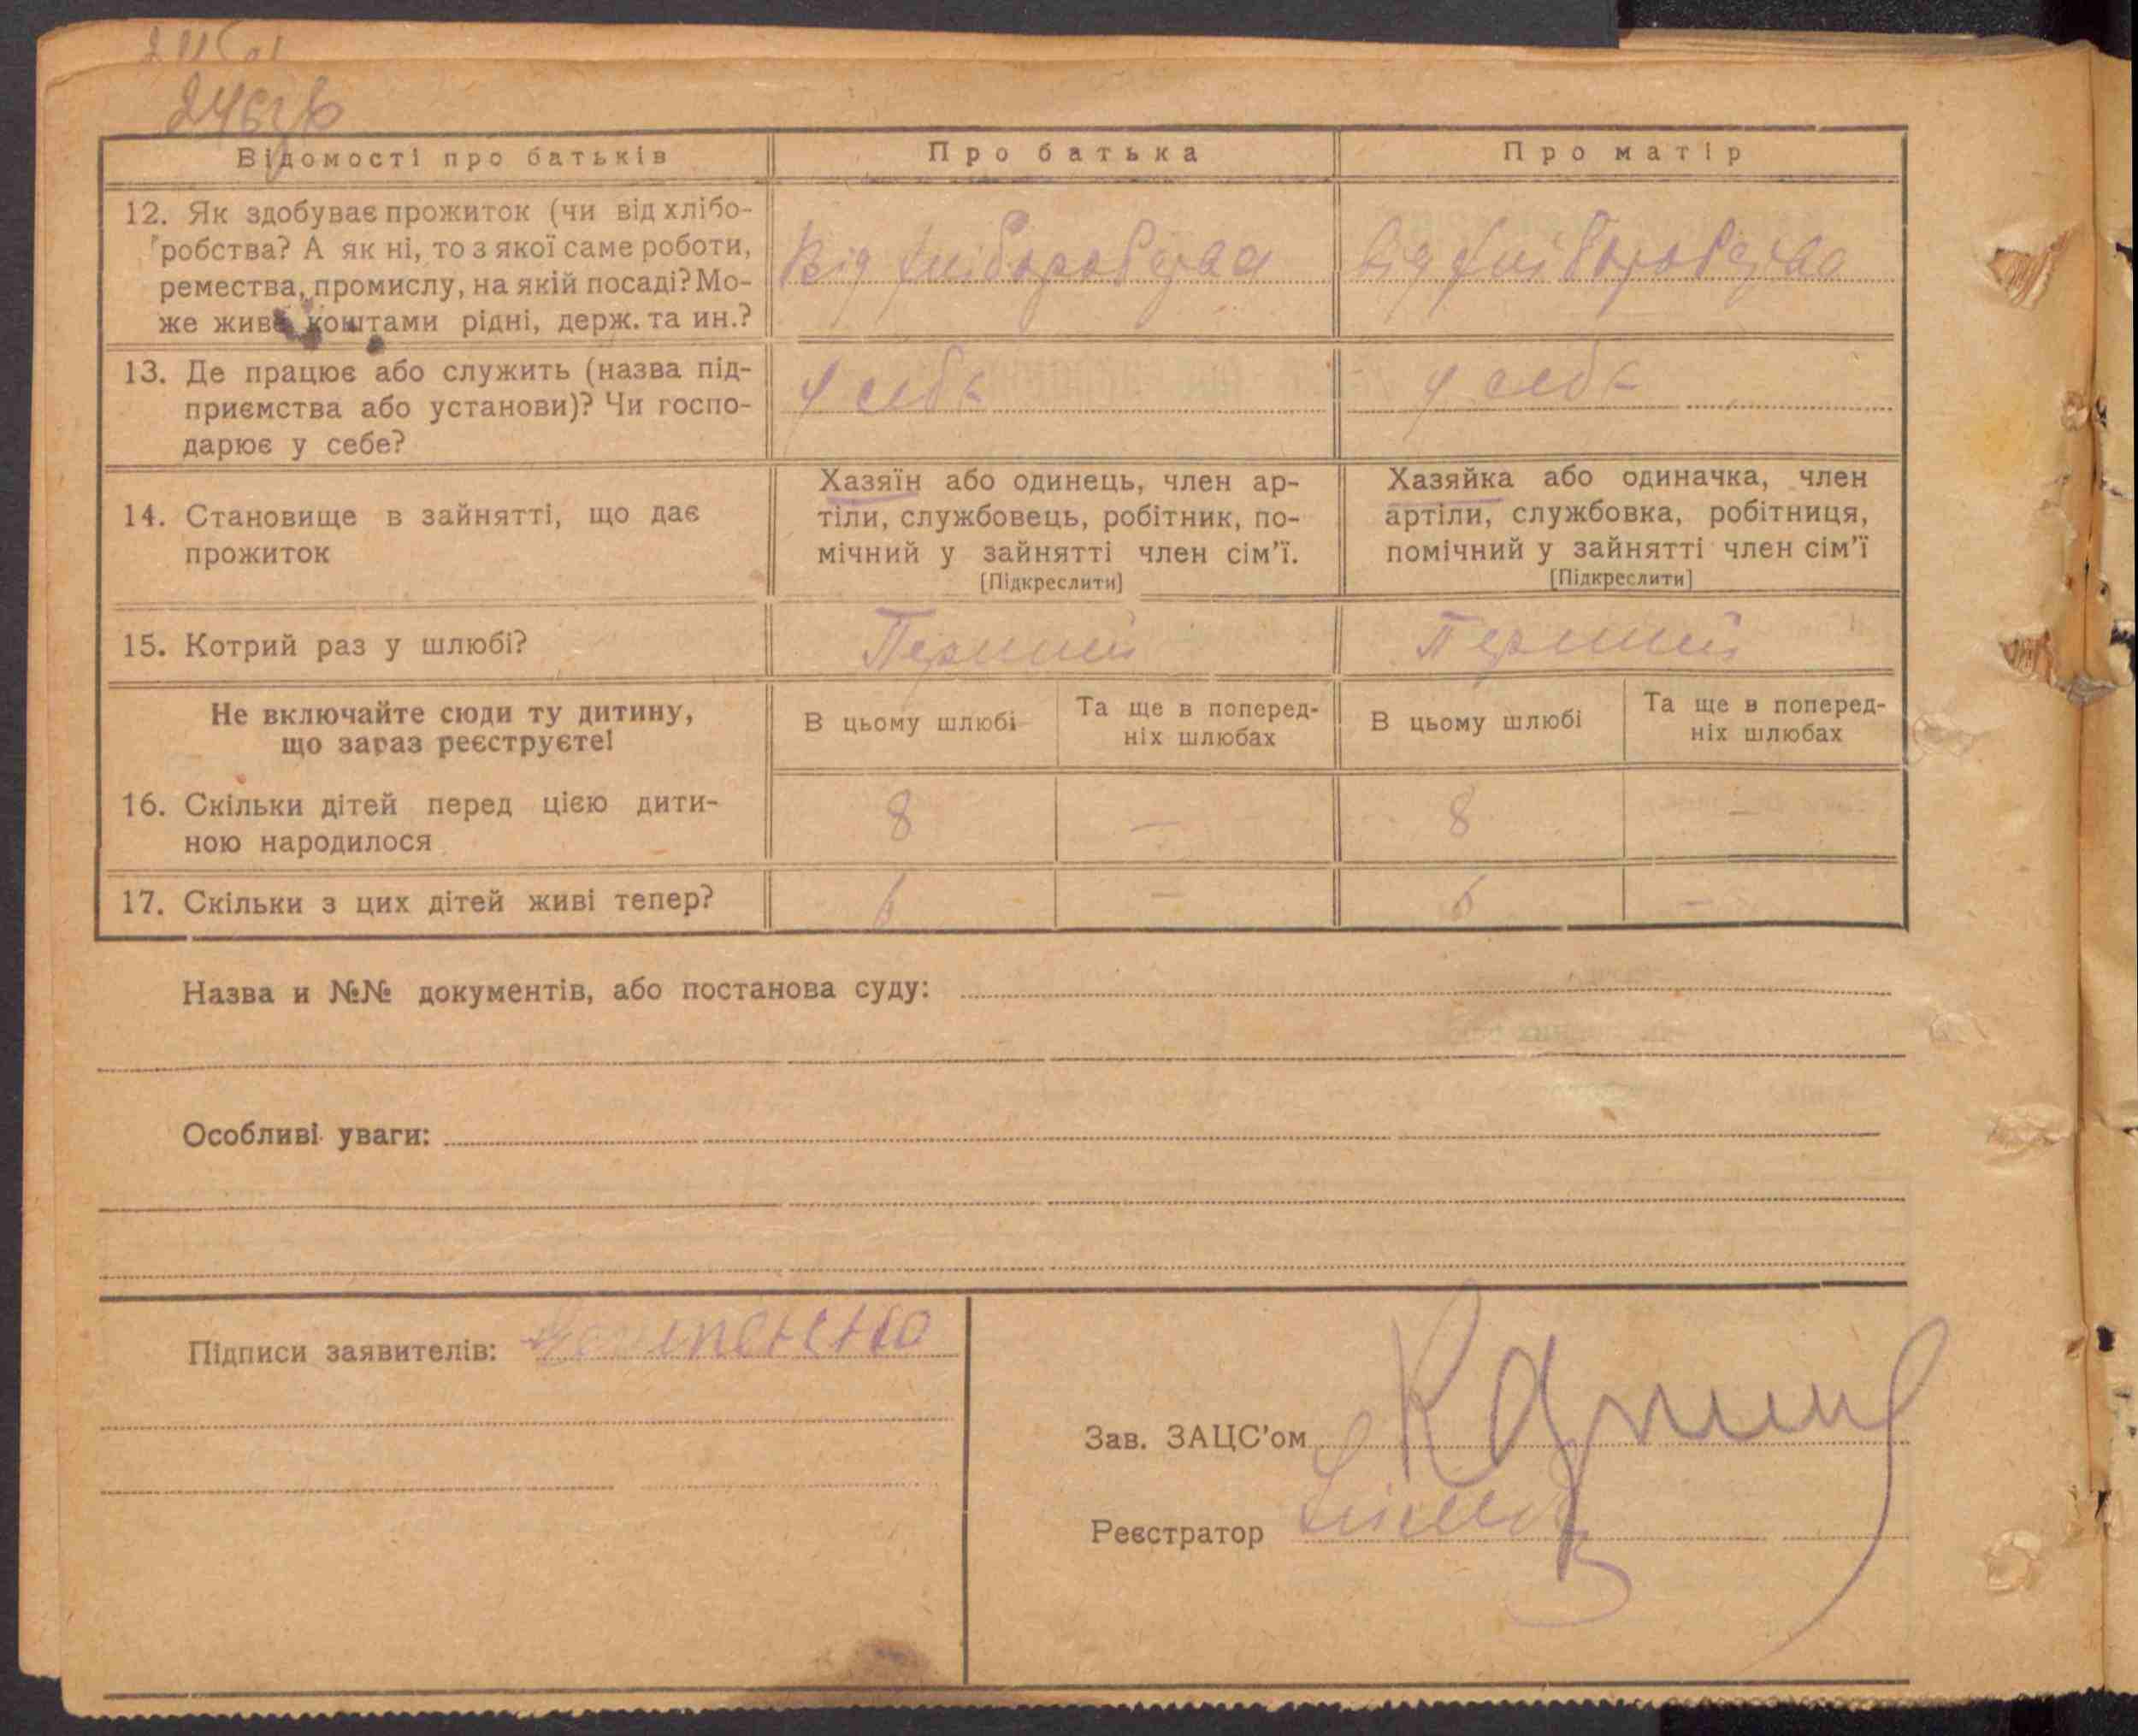 246зв
Відомості про батьків
Про батька
Про матір
12. Як здобуває прожиток (чи від хлібо-
робства? А як ні, то з якої саме роботи,
ремества, промислу, на якій посаді? Мо-
же живе коштами рідні, держ. та ин.?
Від хліборобства
Від хліборобства
13. Де працює або служить (назва під-
приємства або установи)? Чи госпо-
дарює у себе?
У себе
У себе
14. Становище в зайнятті, що дає
прожиток
Хазяїн або одинець, член ар-
тіли, службовець, робітник, по-
мічний у зайнятті член сім'ї.
[Підкреслити]
Хазяйка або одиначка, член
артіли, службовка, робітниця,
помічний у зайнятті член сім'ї
[Підкреслити]
15. Котрий раз у шлюбі?
Перший
Перший
Не включайте сюди ту дитину,
що зараз реєструєте!
В цьому шлюбі
Та ще в поперед-
ніх шлюбах
В цьому шлюбі
Та ще в поперед-
ніх шлюбах
16. Скільки дітей перед цією дити-
ною народилося
8
—
8
—
17. Скільки з цих дітей живі тепер?
6
—
6
—
Назва и №№ документів, або постанова суду:
Особливі уваги:
Підписи заявителів:
Зав. ЗАЦС'ом
Реєстратор